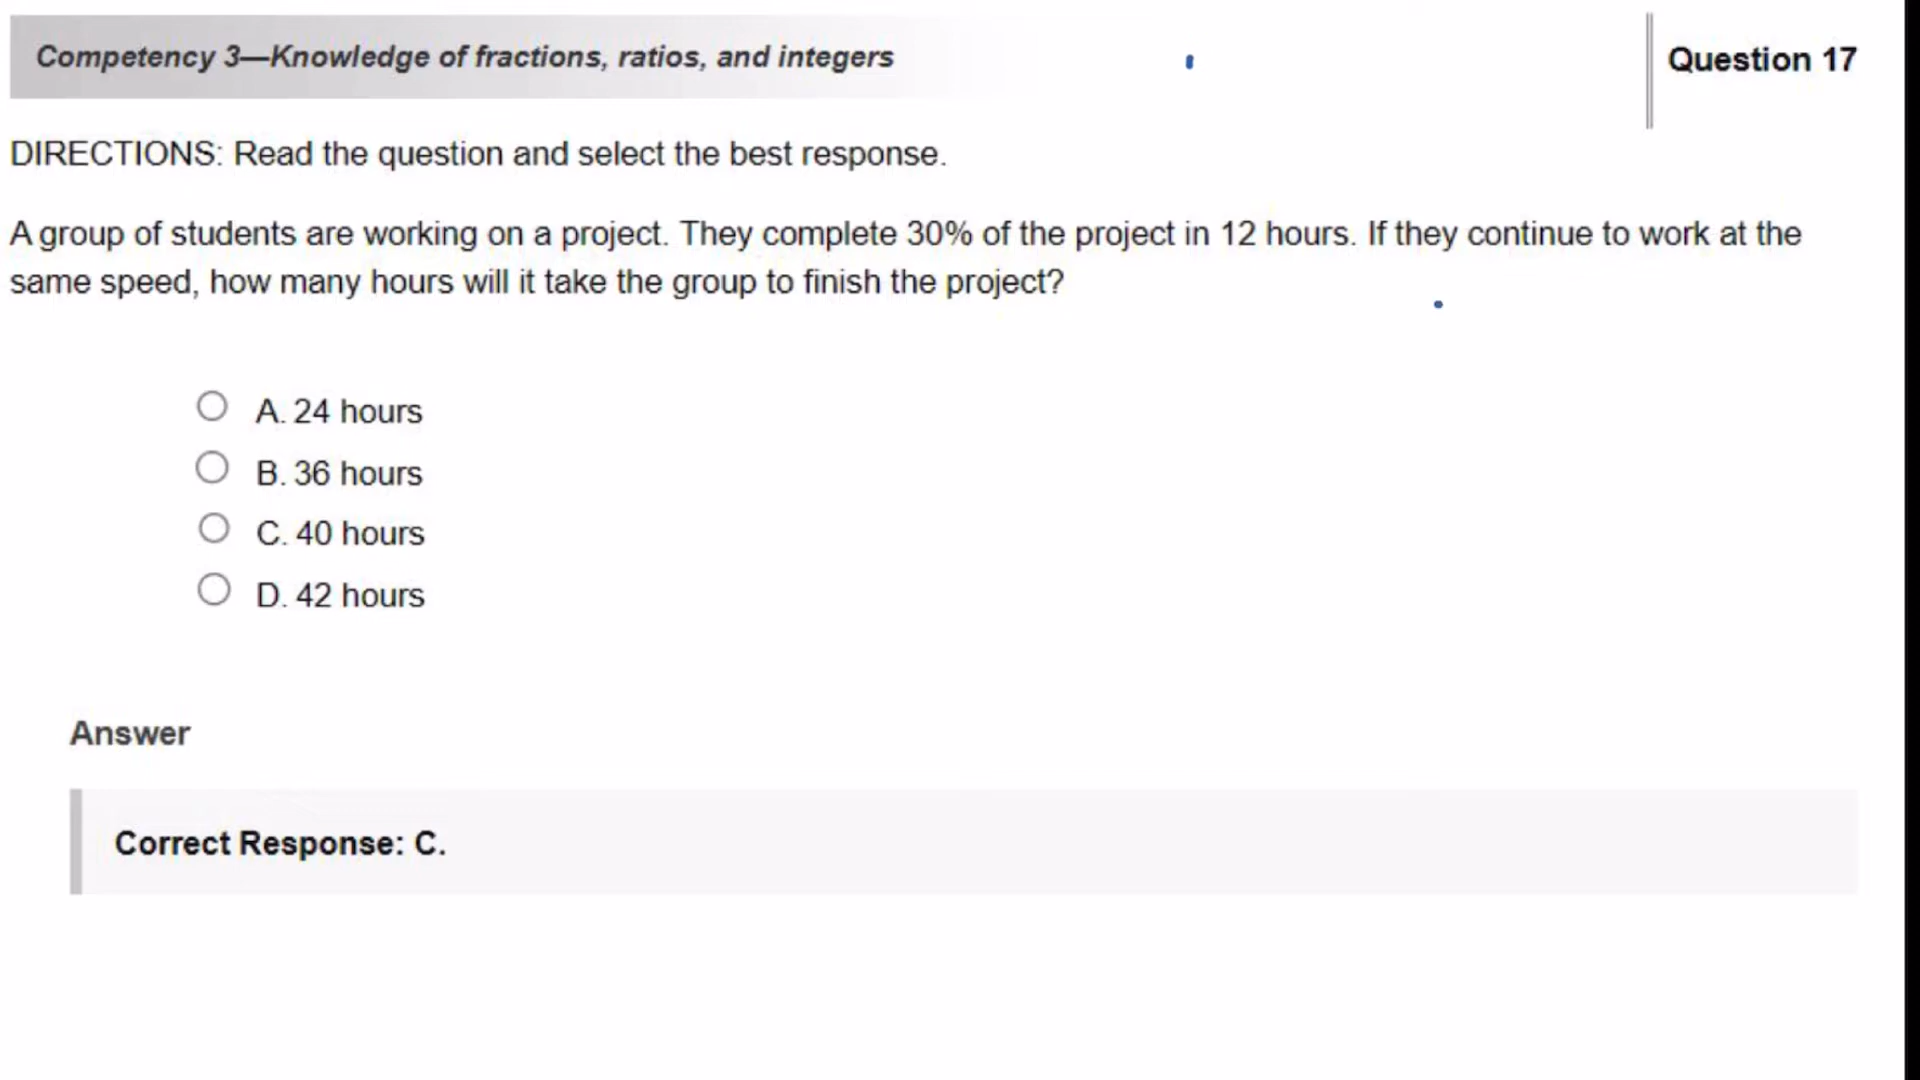 Competency 3—Knowledge of fractions, ratios, and integers
Question 17
DIRECTIONS: Read the question and select the best response.
A group of students are working on a project. They complete 30% of the project in 12 hours. If they continue to work at the
same speed, how many hours will it take the group to finish the project?
A. 24 hours
B. 36 hours
C. 40 hours
D. 42 hours
Answer
Correct Response: C.